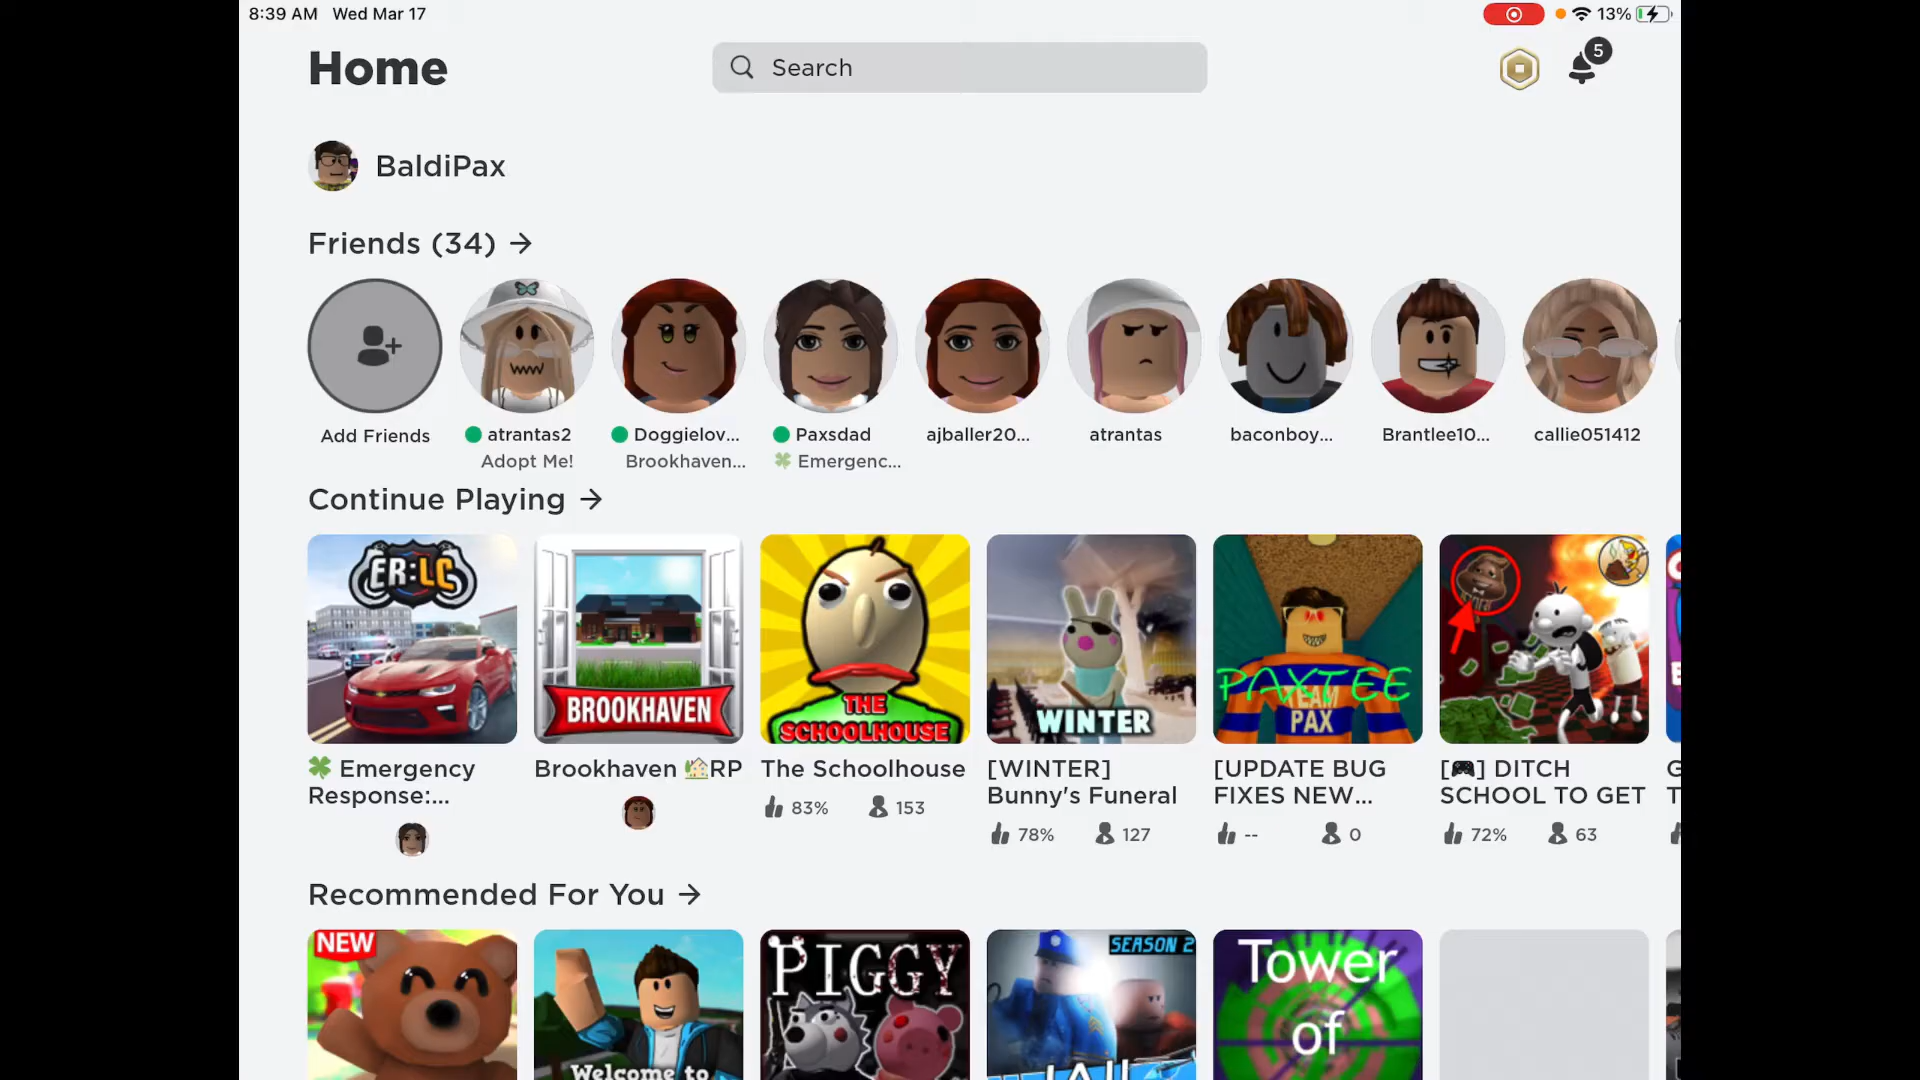 8:39 AM Wed Mar 17
13%
Home
Search
5
BaldiPax
Friends (34) →
Add Friends
atrantas2
Adopt Me!
Doggielov...
Brookhaven...
Paxsdad
Emergenc...
ajballer20...
atrantas
baconboy...
Brantlee10...
callie051412
Continue Playing →
ER:LC
BROOKHAVEN
THE
SCHOOLHOUSE
WINTER
PAXTEE
TEAM
PAX
🍀 Emergency
Response:...
Brookhaven 🏡RP
The Schoolhouse
83% 153
[WINTER]
Bunny's Funeral
78% 127
[UPDATE BUG
FIXES NEW...
-- 0
[🎮] DITCH
SCHOOL TO GET
72% 63
Recommended For You →
NEW
Welcome to
PIGGY
SEASON 2
Tower
of